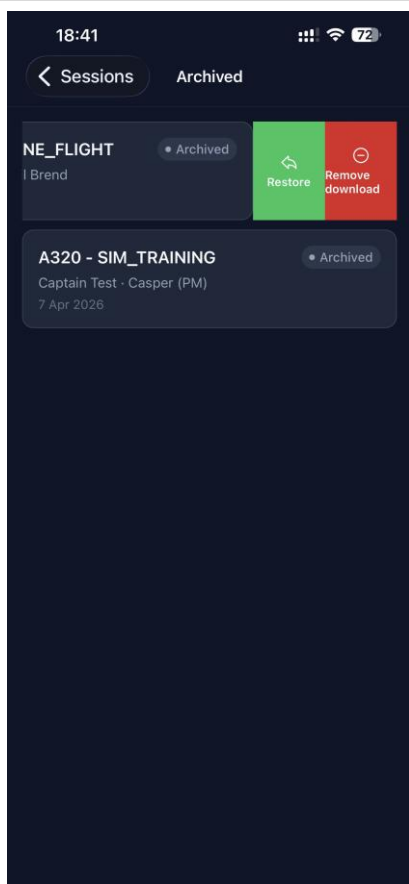 18:41
72
Sessions
Archived
NE_FLIGHT
• Archived
l Brend
Restore
Remove
download
A320 - SIM_TRAINING
• Archived
Captain Test · Casper (PM)
7 Apr 2026